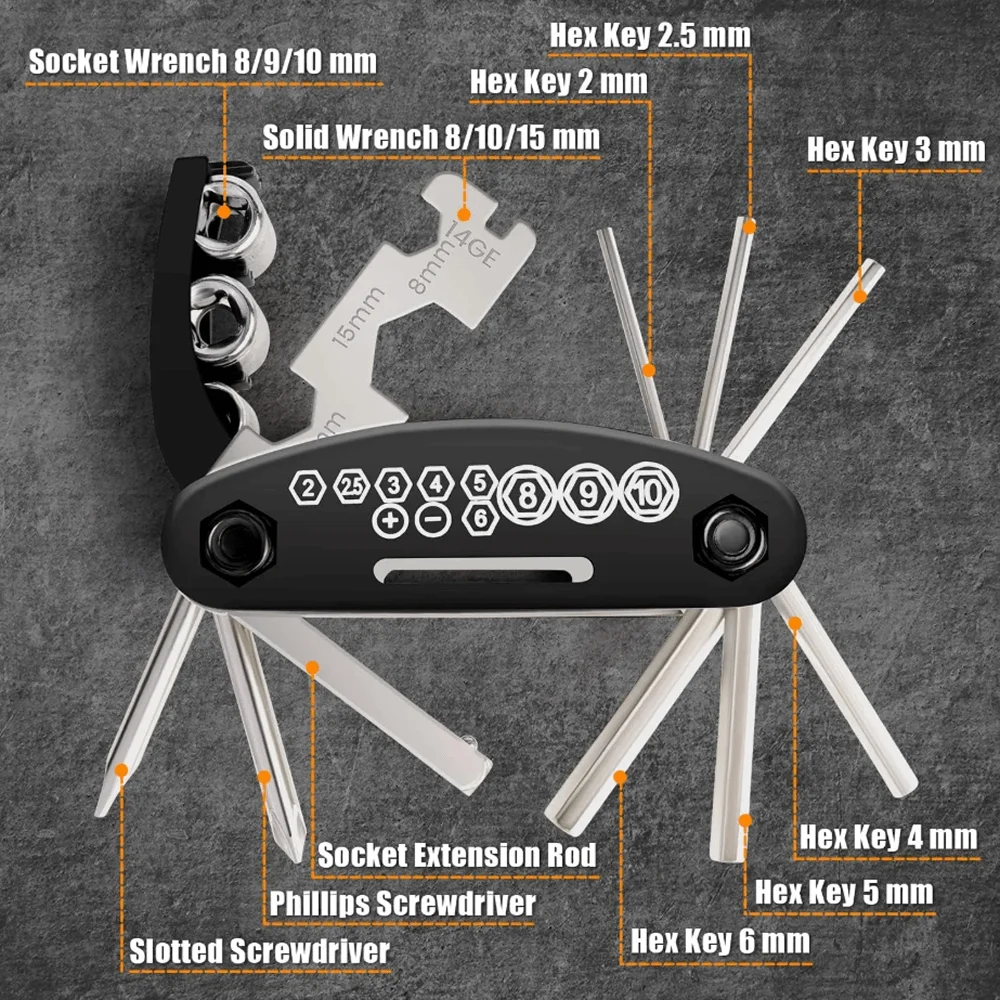 Hex Key 2.5 mm
Socket Wrench 8/9/10 mm
Hex Key 2 mm
Solid Wrench 8/10/15 mm
Hex Key 3 mm
14GE
8mm
15mm
2 2.5 3 4 5 8 9 10
+ − 6
Hex Key 4 mm
Socket Extension Rod
Hex Key 5 mm
Phillips Screwdriver
Hex Key 6 mm
Slotted Screwdriver